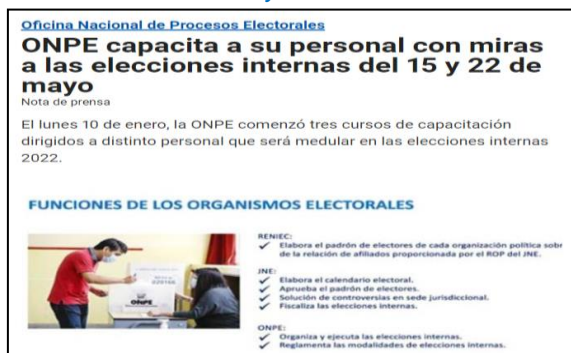 Oficina Nacional de Procesos Electorales
ONPE capacita a su personal con miras
a las elecciones internas del 15 y 22 de
mayo
Nota de prensa
El lunes 10 de enero, la ONPE comenzó tres cursos de capacitación
dirigidos a distinto personal que será medular en las elecciones internas
2022.
FUNCIONES DE LOS ORGANISMOS ELECTORALES
RENIEC:
✓ Elabora el padrón de electores de cada organización política sobr
de la relación de afiliados proporcionada por el ROP del JNE.
JNE:
✓ Elabora el calendario electoral.
✓ Aprueba el padrón de electores.
✓ Solución de controversias en sede jurisdiccional.
✓ Fiscaliza las elecciones internas.
ONPE:
✓ Organiza y ejecuta las elecciones internas.
✓ Reglamenta las modalidades de elecciones internas.
ONPE